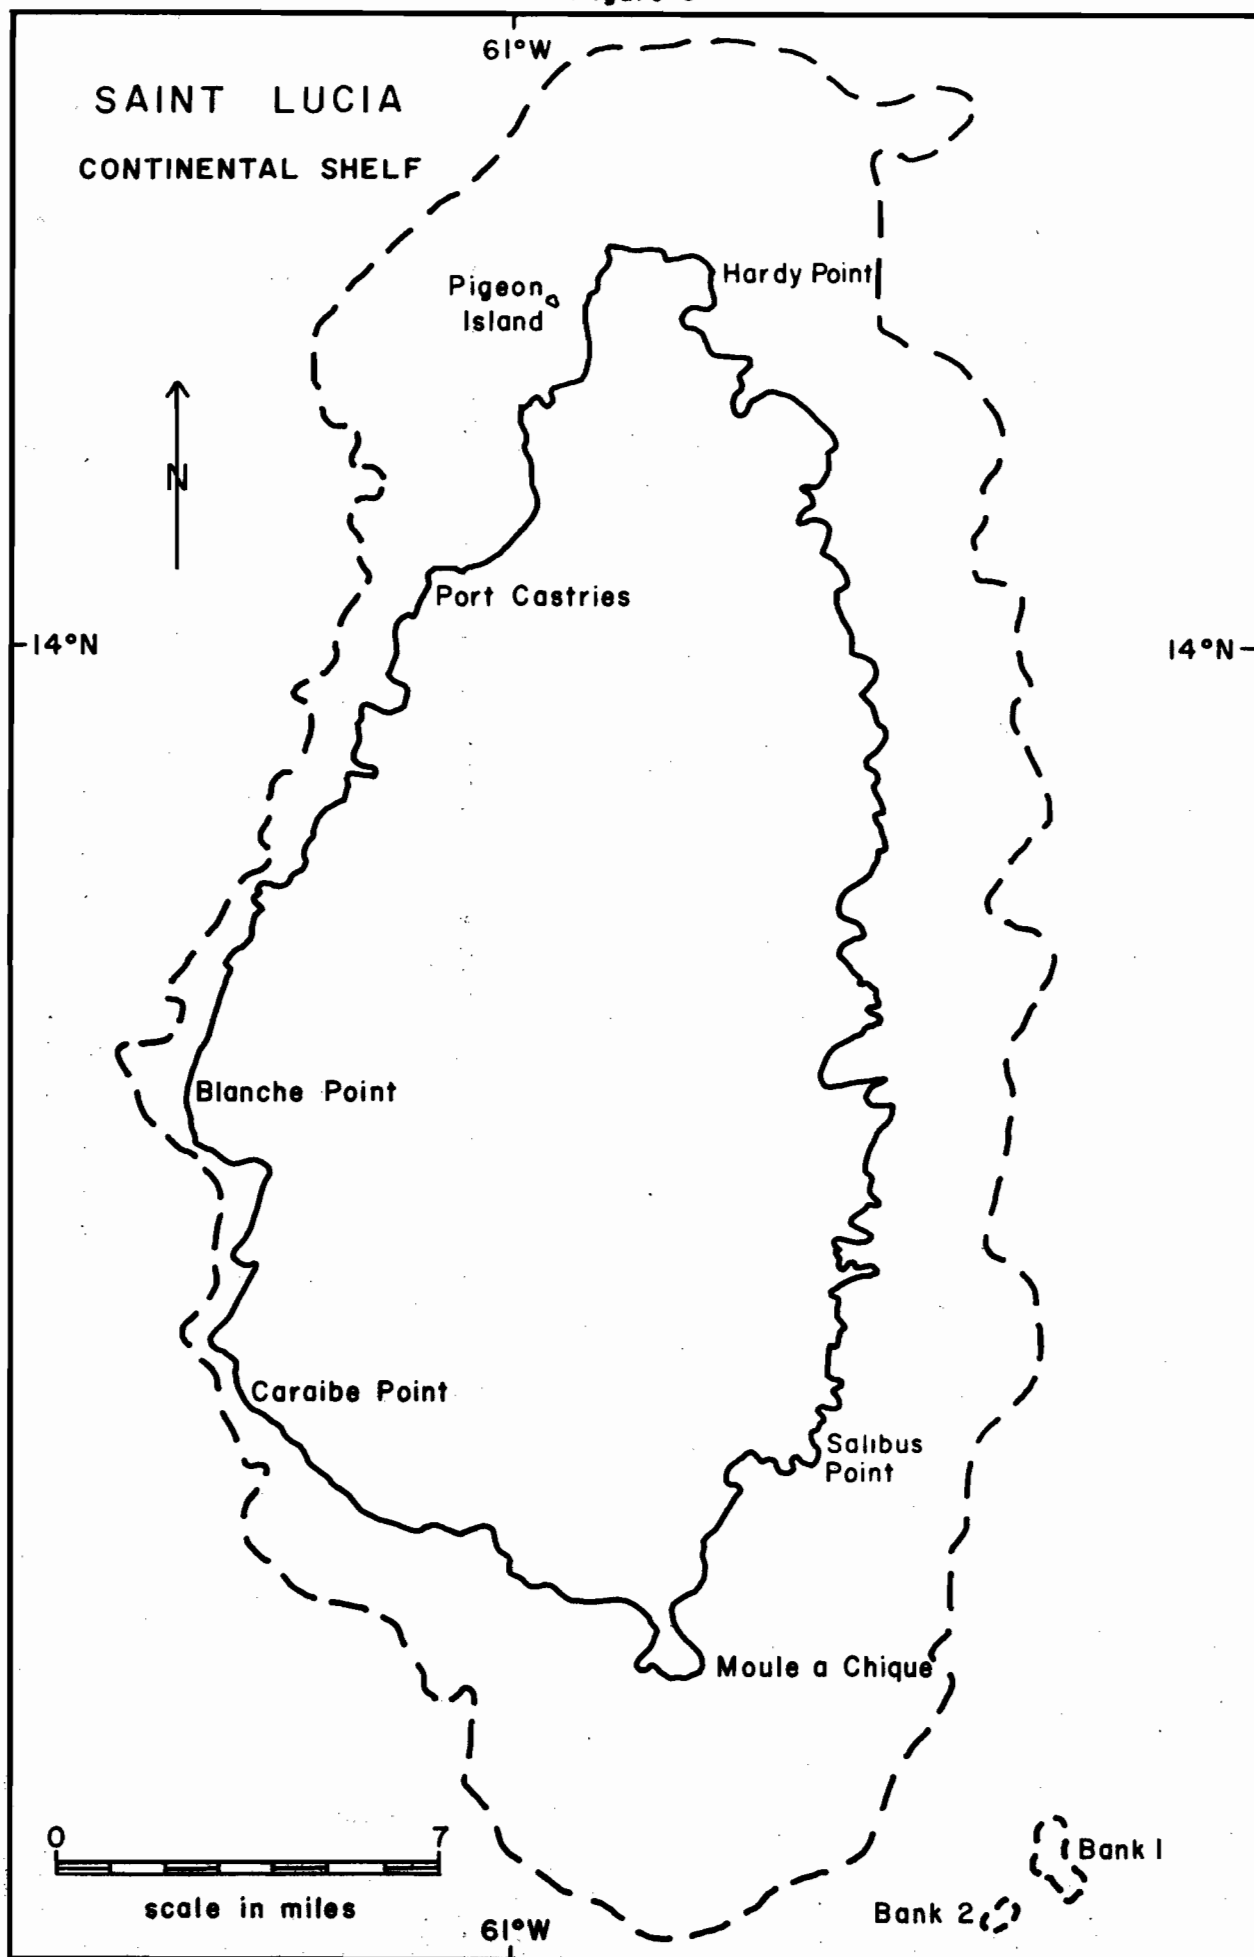 61°W
SAINT LUCIA
CONTINENTAL SHELF
Hardy Point
Pigeon
Island
N
Port Castries
14°N
14°N
Blanche Point
Caraibe Point
Salibus
Point
Moule a Chique
0 7
scale in miles
Bank 1
Bank 2
61°W